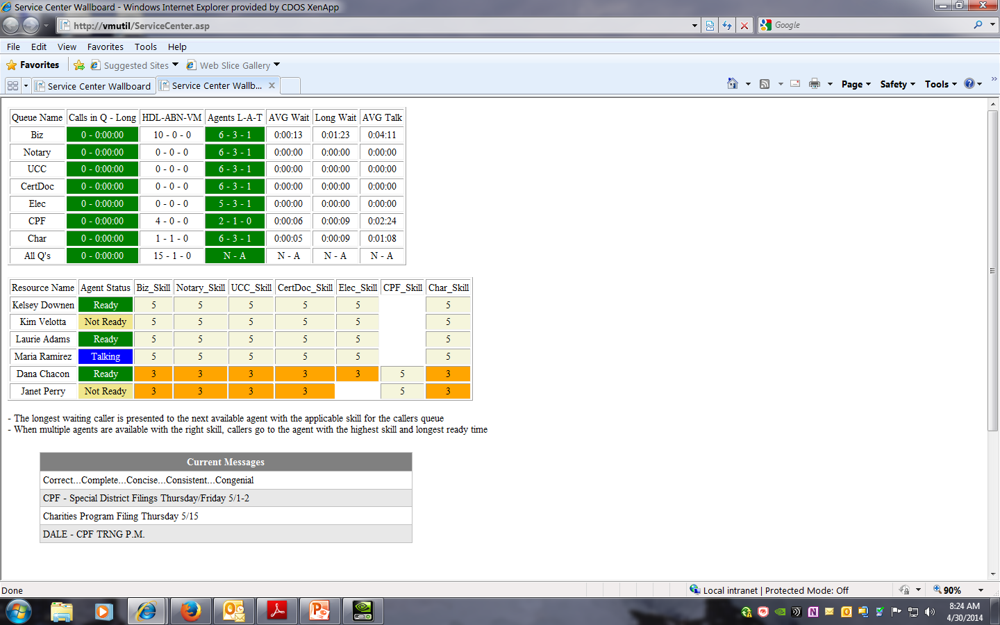 Service Center Wallboard - Windows Internet Explorer provided by CDOS XenApp
http://vmutil/ServiceCenter.asp
Google
File Edit View Favorites Tools Help
Favorites Suggested Sites Web Slice Gallery
Service Center Wallboard Service Center Wallb... Page Safety Tools
Queue Name Calls in Q - Long HDL-ABN-VM Agents L-A-T AVG Wait Long Wait AVG Talk
Biz 0 - 0:00:00 10 - 0 - 0 6 - 3 - 1 0:00:13 0:01:23 0:04:11
Notary 0 - 0:00:00 0 - 0 - 0 6 - 3 - 1 0:00:00 0:00:00 0:00:00
UCC 0 - 0:00:00 0 - 0 - 0 6 - 3 - 1 0:00:00 0:00:00 0:00:00
CertDoc 0 - 0:00:00 0 - 0 - 0 6 - 3 - 1 0:00:00 0:00:00 0:00:00
Elec 0 - 0:00:00 0 - 0 - 0 5 - 3 - 1 0:00:00 0:00:00 0:00:00
CPF 0 - 0:00:00 4 - 0 - 0 2 - 1 - 0 0:00:06 0:00:09 0:02:24
Char 0 - 0:00:00 1 - 1 - 0 6 - 3 - 1 0:00:05 0:00:09 0:01:08
All Q's 0 - 0:00:00 15 - 1 - 0 N - A N - A N - A N - A
Resource Name Agent Status Biz_Skill Notary_Skill UCC_Skill CertDoc_Skill Elec_Skill CPF_Skill Char_Skill
Kelsey Downen Ready 5 5 5 5 5 5
Kim Velotta Not Ready 5 5 5 5 5 5
Laurie Adams Ready 5 5 5 5 5 5
Maria Ramirez Talking 5 5 5 5 5 5
Dana Chacon Ready 3 3 3 3 3 5 3
Janet Perry Not Ready 3 3 3 3 5 3
- The longest waiting caller is presented to the next available agent with the applicable skill for the callers queue
- When multiple agents are available with the right skill, callers go to the agent with the highest skill and longest ready time
Current Messages
Correct...Complete...Concise...Consistent...Congenial
CPF - Special District Filings Thursday/Friday 5/1-2
Charities Program Filing Thursday 5/15
DALE - CPF TRNG P.M.
Done Local intranet | Protected Mode: Off 90%
8:24 AM
4/30/2014